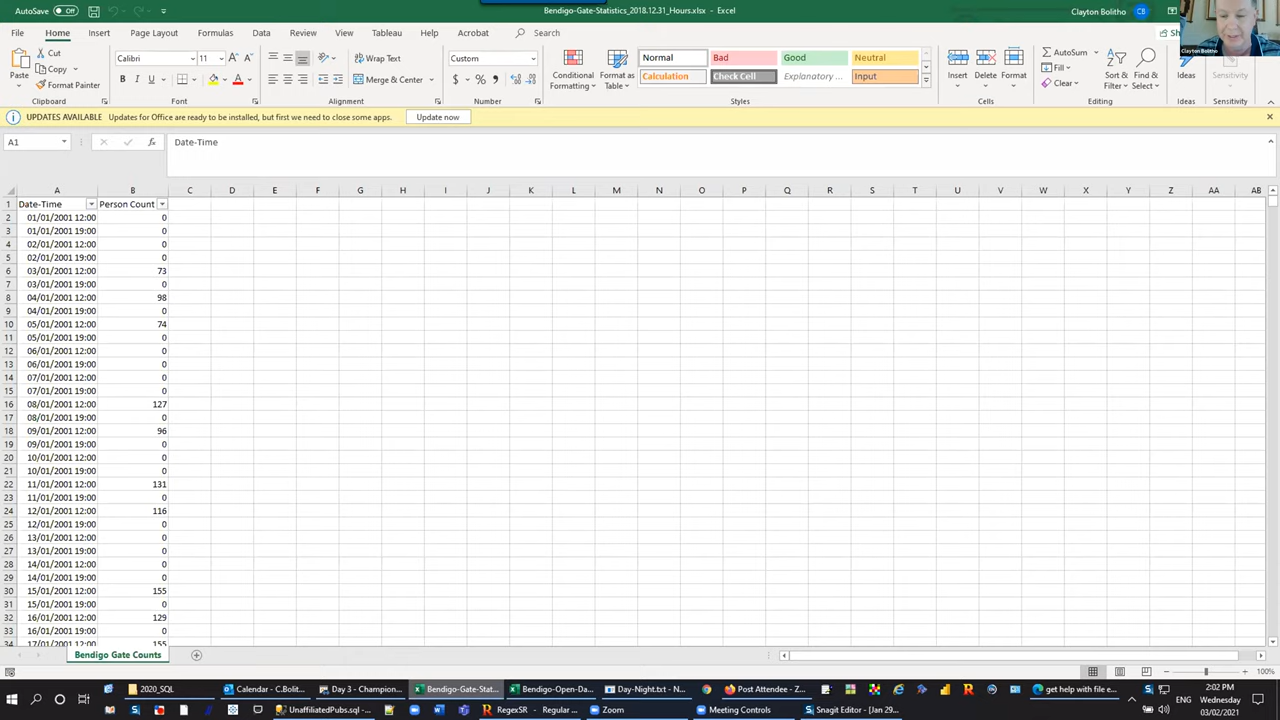 AutoSave Off Bendigo-Gate-Statistics_2018.12.31_Hours.xlsx - Excel Clayton Bolitho CB
File Home Insert Page Layout Formulas Data Review View Tableau Help Acrobat Search Sh
Clayton Bolitho
Paste Cut Copy Format Painter Clipboard
Calibri 11 B I U A Font
Wrap Text Merge & Center Alignment
Custom $ % Number
Conditional Formatting Format as Table
Normal Bad Good Neutral
Calculation Check Cell Explanatory ... Input
Styles
Insert Delete Format Cells
AutoSum Fill Clear Sort & Filter Find & Select Editing
Ideas Ideas
Sensitivity Sensitivity
UPDATES AVAILABLE Updates for Office are ready to be installed, but first we need to close some apps. Update now
A1 fx Date-Time
A B C D E F G H I J K L M N O P Q R S T U V W X Y Z AA AB
1 Date-Time Person Count
2 01/01/2001 12:00 0
3 01/01/2001 19:00 0
4 02/01/2001 12:00 0
5 02/01/2001 19:00 0
6 03/01/2001 12:00 73
7 03/01/2001 19:00 0
8 04/01/2001 12:00 98
9 04/01/2001 19:00 0
10 05/01/2001 12:00 74
11 05/01/2001 19:00 0
12 06/01/2001 12:00 0
13 06/01/2001 19:00 0
14 07/01/2001 12:00 0
15 07/01/2001 19:00 0
16 08/01/2001 12:00 127
17 08/01/2001 19:00 0
18 09/01/2001 12:00 96
19 09/01/2001 19:00 0
20 10/01/2001 12:00 0
21 10/01/2001 19:00 0
22 11/01/2001 12:00 131
23 11/01/2001 19:00 0
24 12/01/2001 12:00 116
25 12/01/2001 19:00 0
26 13/01/2001 12:00 0
27 13/01/2001 19:00 0
28 14/01/2001 12:00 0
29 14/01/2001 19:00 0
30 15/01/2001 12:00 155
31 15/01/2001 19:00 0
32 16/01/2001 12:00 129
33 16/01/2001 19:00 0
34 17/01/2001 12:00 155
Bendigo Gate Counts
100%
2020_SQL Calendar - C.Bolit... Day 3 - Champion... Bendigo-Gate-Stat... Bendigo-Open-Da... Day-Night.txt - N... Post Attendee - Z... get help with file e... 2:02 PM
ENG Wednesday
UnaffiliatedPubs.sql -... RegexSR - Regular ... Zoom Meeting Controls Snagit Editor - [Jan 29... 03/02/2021